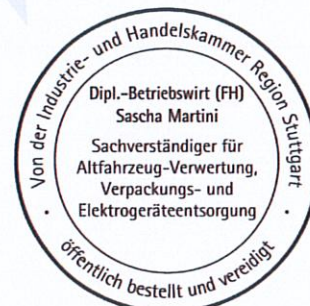 Von der Industrie- und Handelskammer Region Stuttgart
Dipl.-Betriebswirt (FH)
Sascha Martini
Sachverständiger für
Altfahrzeug-Verwertung,
Verpackungs- und
Elektrogeräteentsorgung
· öffentlich bestellt und vereidigt ·